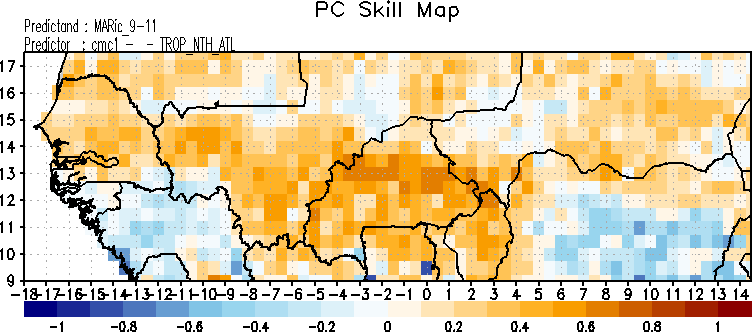 PC Skill Map
Predictand : MARic_9-11
Predictor : cmc1_- - TROP_NTH_ATL
17
16
15
14
13
12
11
10
9
-18 -17 -16 -15 -14 -13 -12 -11 -10 -9 -8 -7 -6 -5 -4 -3 -2 -1 0 1 2 3 4 5 6 7 8 9 10 11 12 13 14
-1 -0.8 -0.6 -0.4 -0.2 0 0.2 0.4 0.6 0.8 1